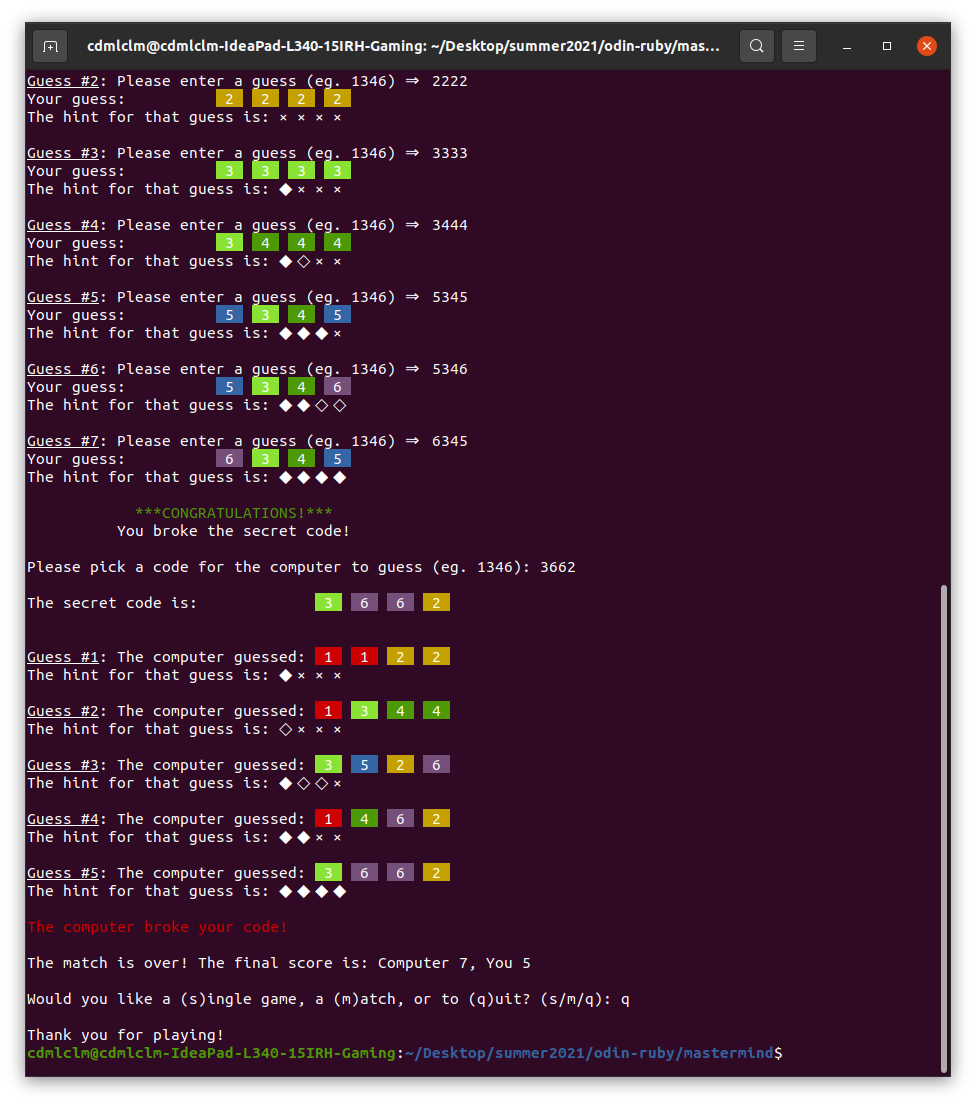 cdmlclm@cdmlclm-IdeaPad-L340-15IRH-Gaming: ~/Desktop/summer2021/odin-ruby/mas…
Guess #2: Please enter a guess (eg. 1346) ⇒ 2222
Your guess: 2 2 2 2
The hint for that guess is: × × × ×
Guess #3: Please enter a guess (eg. 1346) ⇒ 3333
Your guess: 3 3 3 3
The hint for that guess is: ◆ × × ×
Guess #4: Please enter a guess (eg. 1346) ⇒ 3444
Your guess: 3 4 4 4
The hint for that guess is: ◆ ◇ × ×
Guess #5: Please enter a guess (eg. 1346) ⇒ 5345
Your guess: 5 3 4 5
The hint for that guess is: ◆ ◆ ◆ ×
Guess #6: Please enter a guess (eg. 1346) ⇒ 5346
Your guess: 5 3 4 6
The hint for that guess is: ◆ ◆ ◇ ◇
Guess #7: Please enter a guess (eg. 1346) ⇒ 6345
Your guess: 6 3 4 5
The hint for that guess is: ◆ ◆ ◆ ◆
***CONGRATULATIONS!***
You broke the secret code!
Please pick a code for the computer to guess (eg. 1346): 3662
The secret code is: 3 6 6 2
Guess #1: The computer guessed: 1 1 2 2
The hint for that guess is: ◆ × × ×
Guess #2: The computer guessed: 1 3 4 4
The hint for that guess is: ◇ × × ×
Guess #3: The computer guessed: 3 5 2 6
The hint for that guess is: ◆ ◇ ◇ ×
Guess #4: The computer guessed: 1 4 6 2
The hint for that guess is: ◆ ◆ × ×
Guess #5: The computer guessed: 3 6 6 2
The hint for that guess is: ◆ ◆ ◆ ◆
The computer broke your code!
The match is over! The final score is: Computer 7, You 5
Would you like a (s)ingle game, a (m)atch, or to (q)uit? (s/m/q): q
Thank you for playing!
cdmlclm@cdmlclm-IdeaPad-L340-15IRH-Gaming:~/Desktop/summer2021/odin-ruby/mastermind$